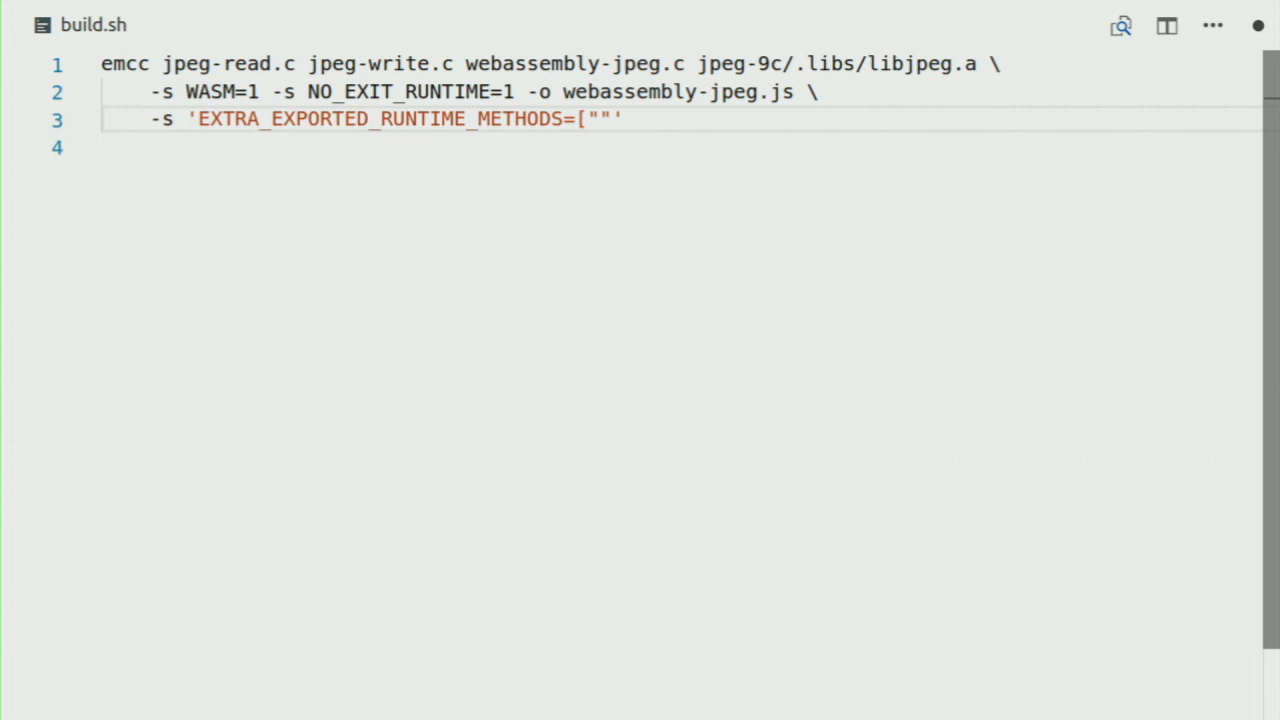 build.sh
1 emcc jpeg-read.c jpeg-write.c webassembly-jpeg.c jpeg-9c/.libs/libjpeg.a \
2 -s WASM=1 -s NO_EXIT_RUNTIME=1 -o webassembly-jpeg.js \
3 -s 'EXTRA_EXPORTED_RUNTIME_METHODS=[""'
4